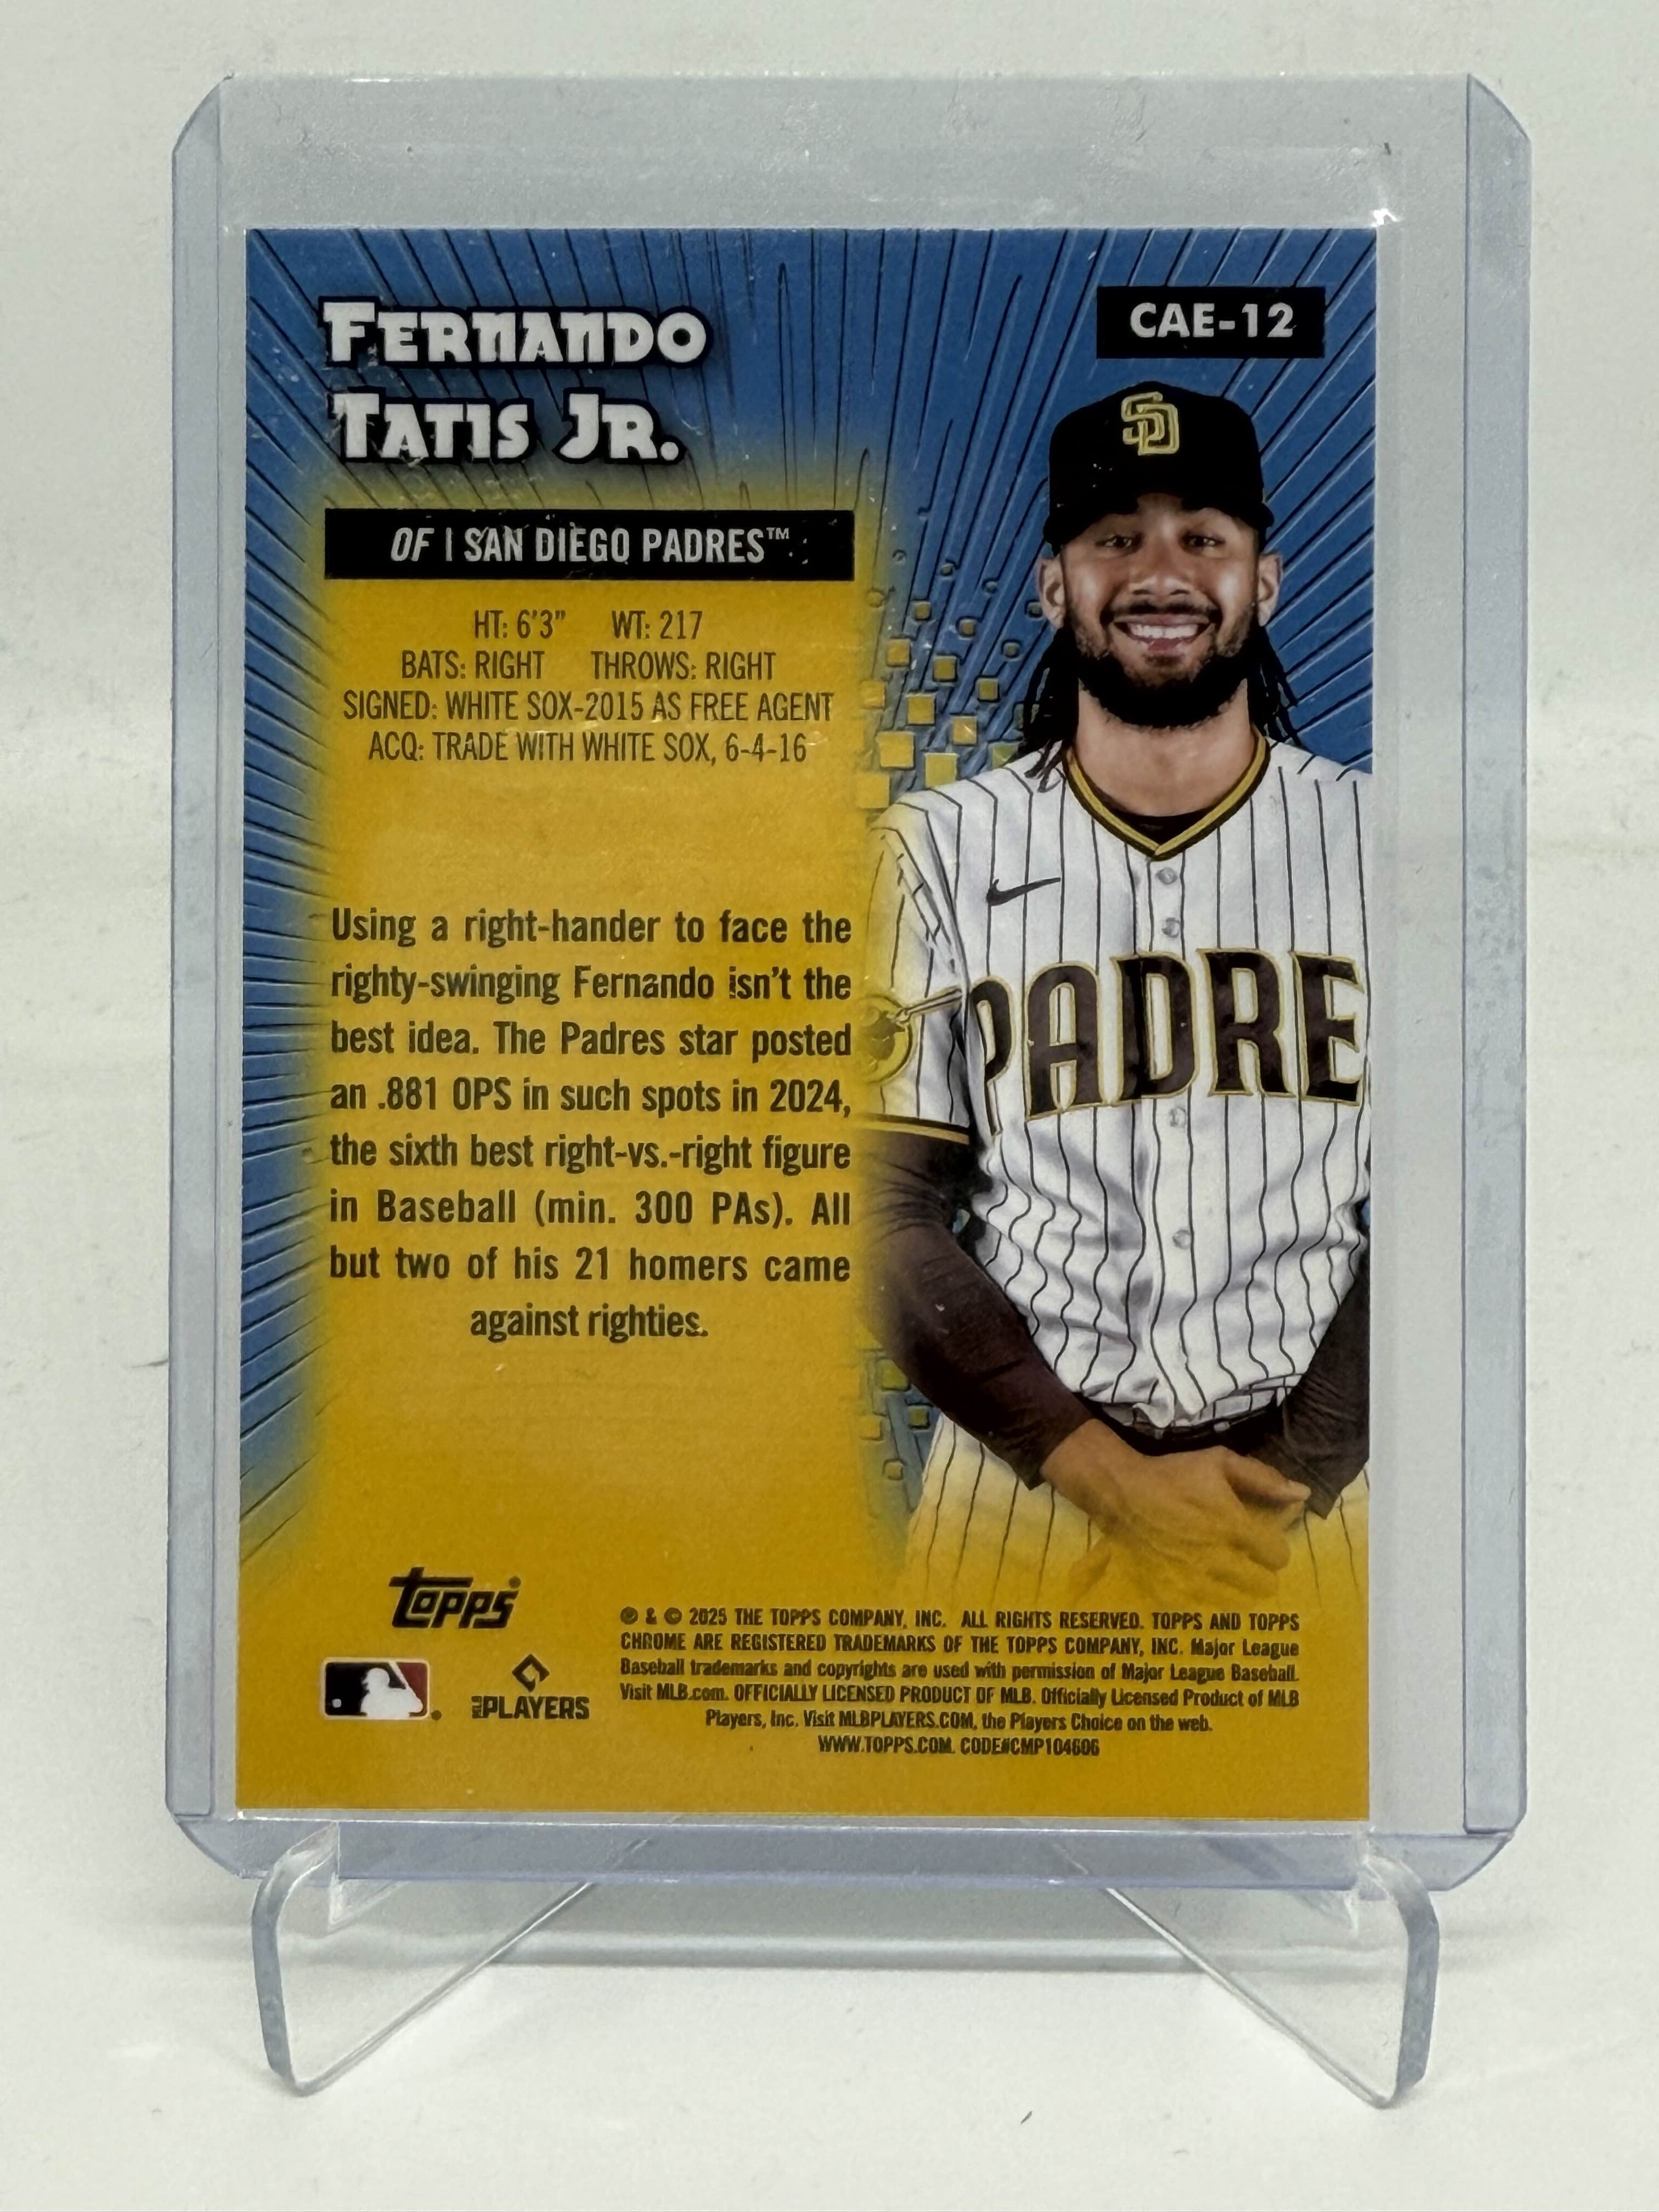 FERNANDO
TATIS JR.
CAE-12
SD
OF | SAN DIEGO PADRES™
HT: 6'3" WT: 217
BATS: RIGHT THROWS: RIGHT
SIGNED: WHITE SOX-2015 AS FREE AGENT
ACQ: TRADE WITH WHITE SOX, 6-4-16
Using a right-hander to face the
righty-swinging Fernando isn't the
best idea. The Padres star posted
an .881 OPS in such spots in 2024,
the sixth best right-vs.-right figure
in Baseball (min. 300 PAs). All
but two of his 21 homers came
against righties.
PADRE
topps
MLB PLAYERS
® & © 2025 THE TOPPS COMPANY, INC. ALL RIGHTS RESERVED. TOPPS AND TOPPS
CHROME ARE REGISTERED TRADEMARKS OF THE TOPPS COMPANY, INC. Major League
Baseball trademarks and copyrights are used with permission of Major League Baseball.
Visit MLB.com. OFFICIALLY LICENSED PRODUCT OF MLB. Officially Licensed Product of MLB
Players, Inc. Visit MLBPLAYERS.COM, the Players Choice on the web.
WWW.TOPPS.COM. CODE#CMP104606